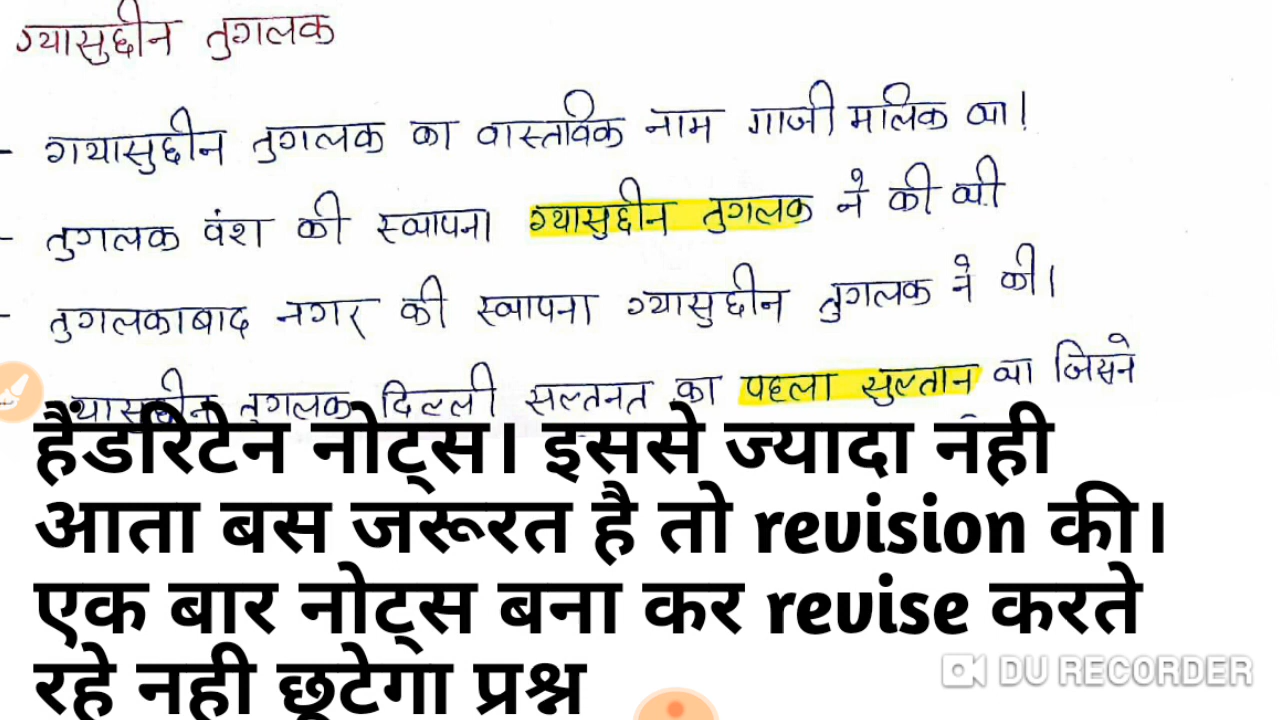 ग्यासुद्दीन तुगलक
- गयासुद्दीन तुगलक का वास्तविक नाम गाजी मलिक था!
- तुगलक वंश की स्थापना ग्यासुद्दीन तुगलक ने की थी
- तुगलकाबाद नगर की स्थापना ग्यासुद्दीन तुगलक ने की।
ग्यासुद्दीन तुगलक दिल्ली सल्तनत का पहला सुल्तान था जिसने
हैंडरिटेन नोट्स। इससे ज्यादा नही
आता बस जरूरत है तो revision की।
एक बार नोट्स बना कर revise करते
रहे नही छूटेगा प्रश्न
DU RECORDER